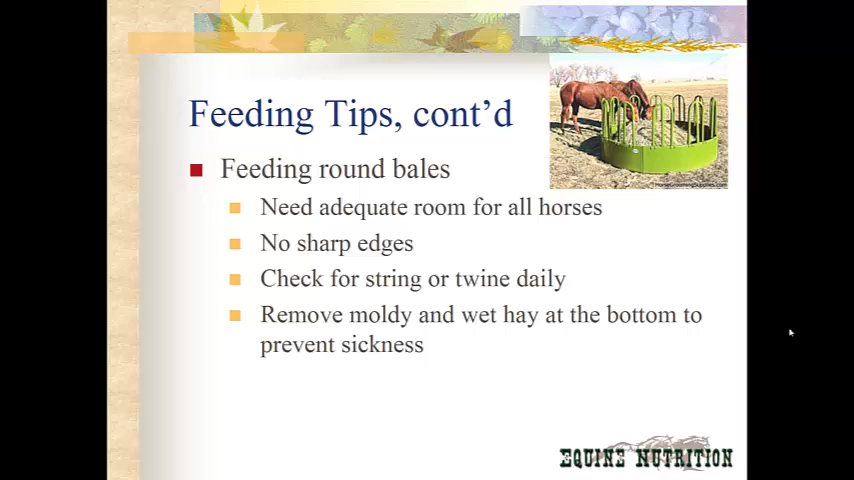 Feeding Tips, cont'd
Feeding round bales
Need adequate room for all horses
No sharp edges
Check for string or twine daily
Remove moldy and wet hay at the bottom to
prevent sickness
EQUINE NUTRITION